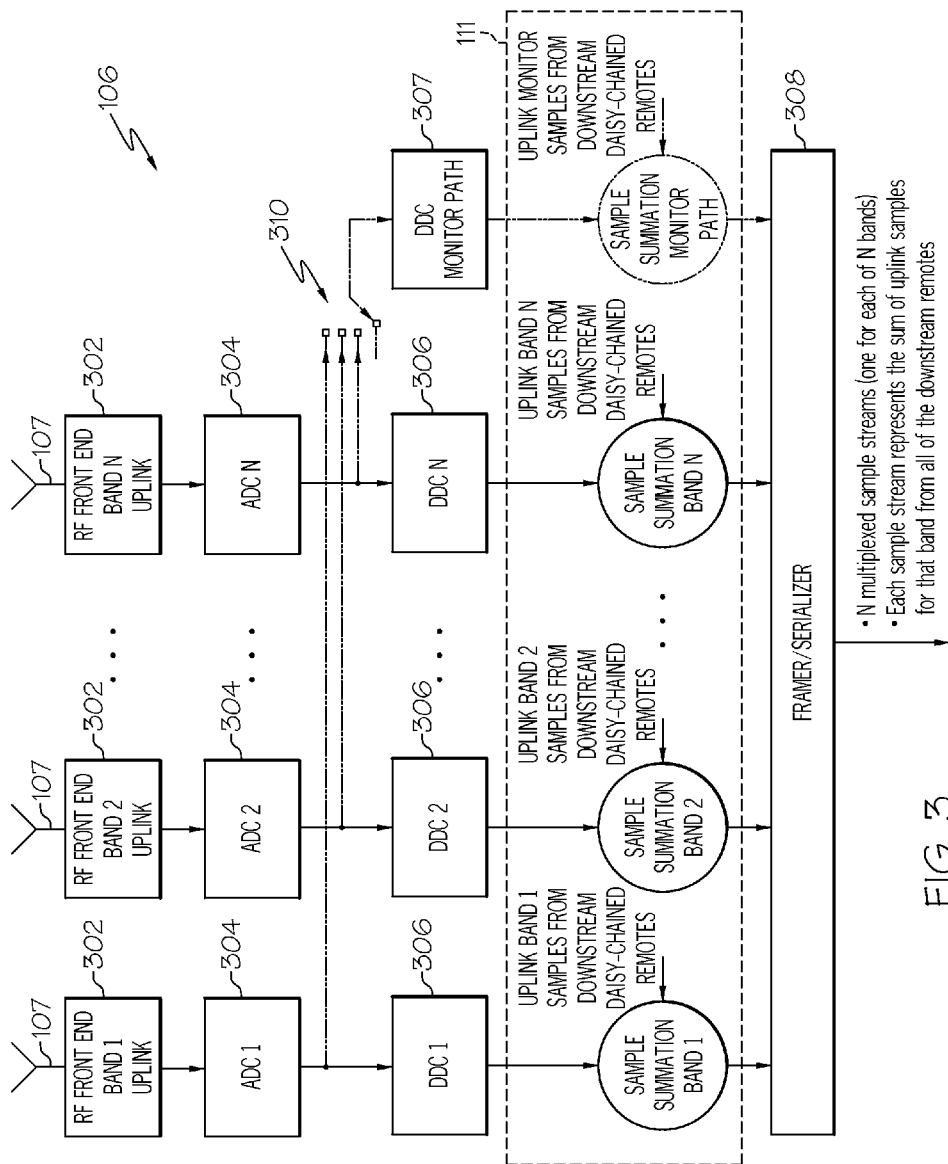 106
107
302
RF FRONT END
BAND 1
UPLINK
107
302
RF FRONT END
BAND 2
UPLINK
107
302
RF FRONT END
BAND N
UPLINK
304
ADC 1
304
ADC 2
304
ADC N
310
306
DDC 1
306
DDC 2
306
DDC N
307
DDC
MONITOR PATH
111
UPLINK BAND 1
SAMPLES FROM
DOWNSTREAM
DAISY-CHAINED
REMOTES
UPLINK BAND 2
SAMPLES FROM
DOWNSTREAM
DAISY-CHAINED
REMOTES
UPLINK BAND N
SAMPLES FROM
DOWNSTREAM
DAISY-CHAINED
REMOTES
UPLINK MONITOR
SAMPLES FROM
DOWNSTREAM
DAISY-CHAINED
REMOTES
SAMPLE
SUMMATION
BAND 1
SAMPLE
SUMMATION
BAND 2
SAMPLE
SUMMATION
BAND N
SAMPLE
SUMMATION
MONITOR
PATH
308
FRAMER/SERIALIZER
• N multiplexed sample streams (one for each of N bands)
• Each sample stream represents the sum of uplink samples
for that band from all of the downstream remotes
FIG. 3